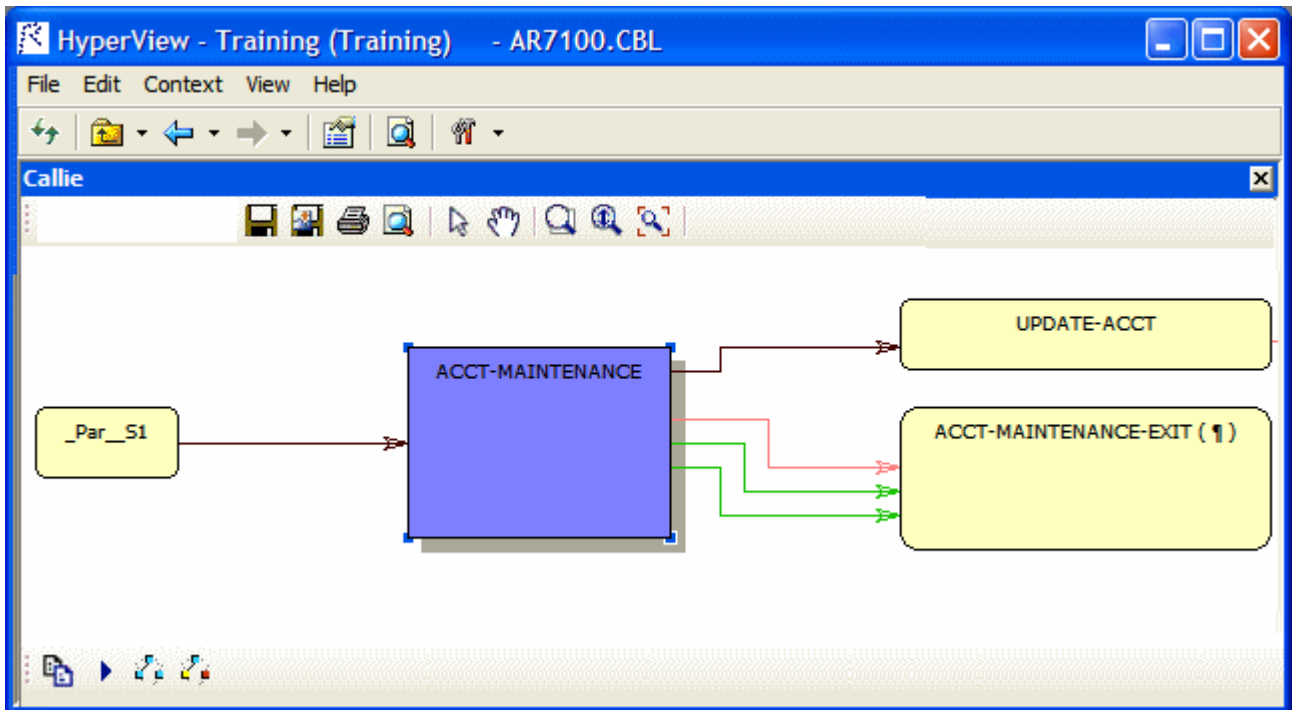 HyperView - Training (Training) - AR7100.CBL
File Edit Context View Help
Callie
UPDATE-ACCT
ACCT-MAINTENANCE
_Par__S1
ACCT-MAINTENANCE-EXIT ( ¶ )